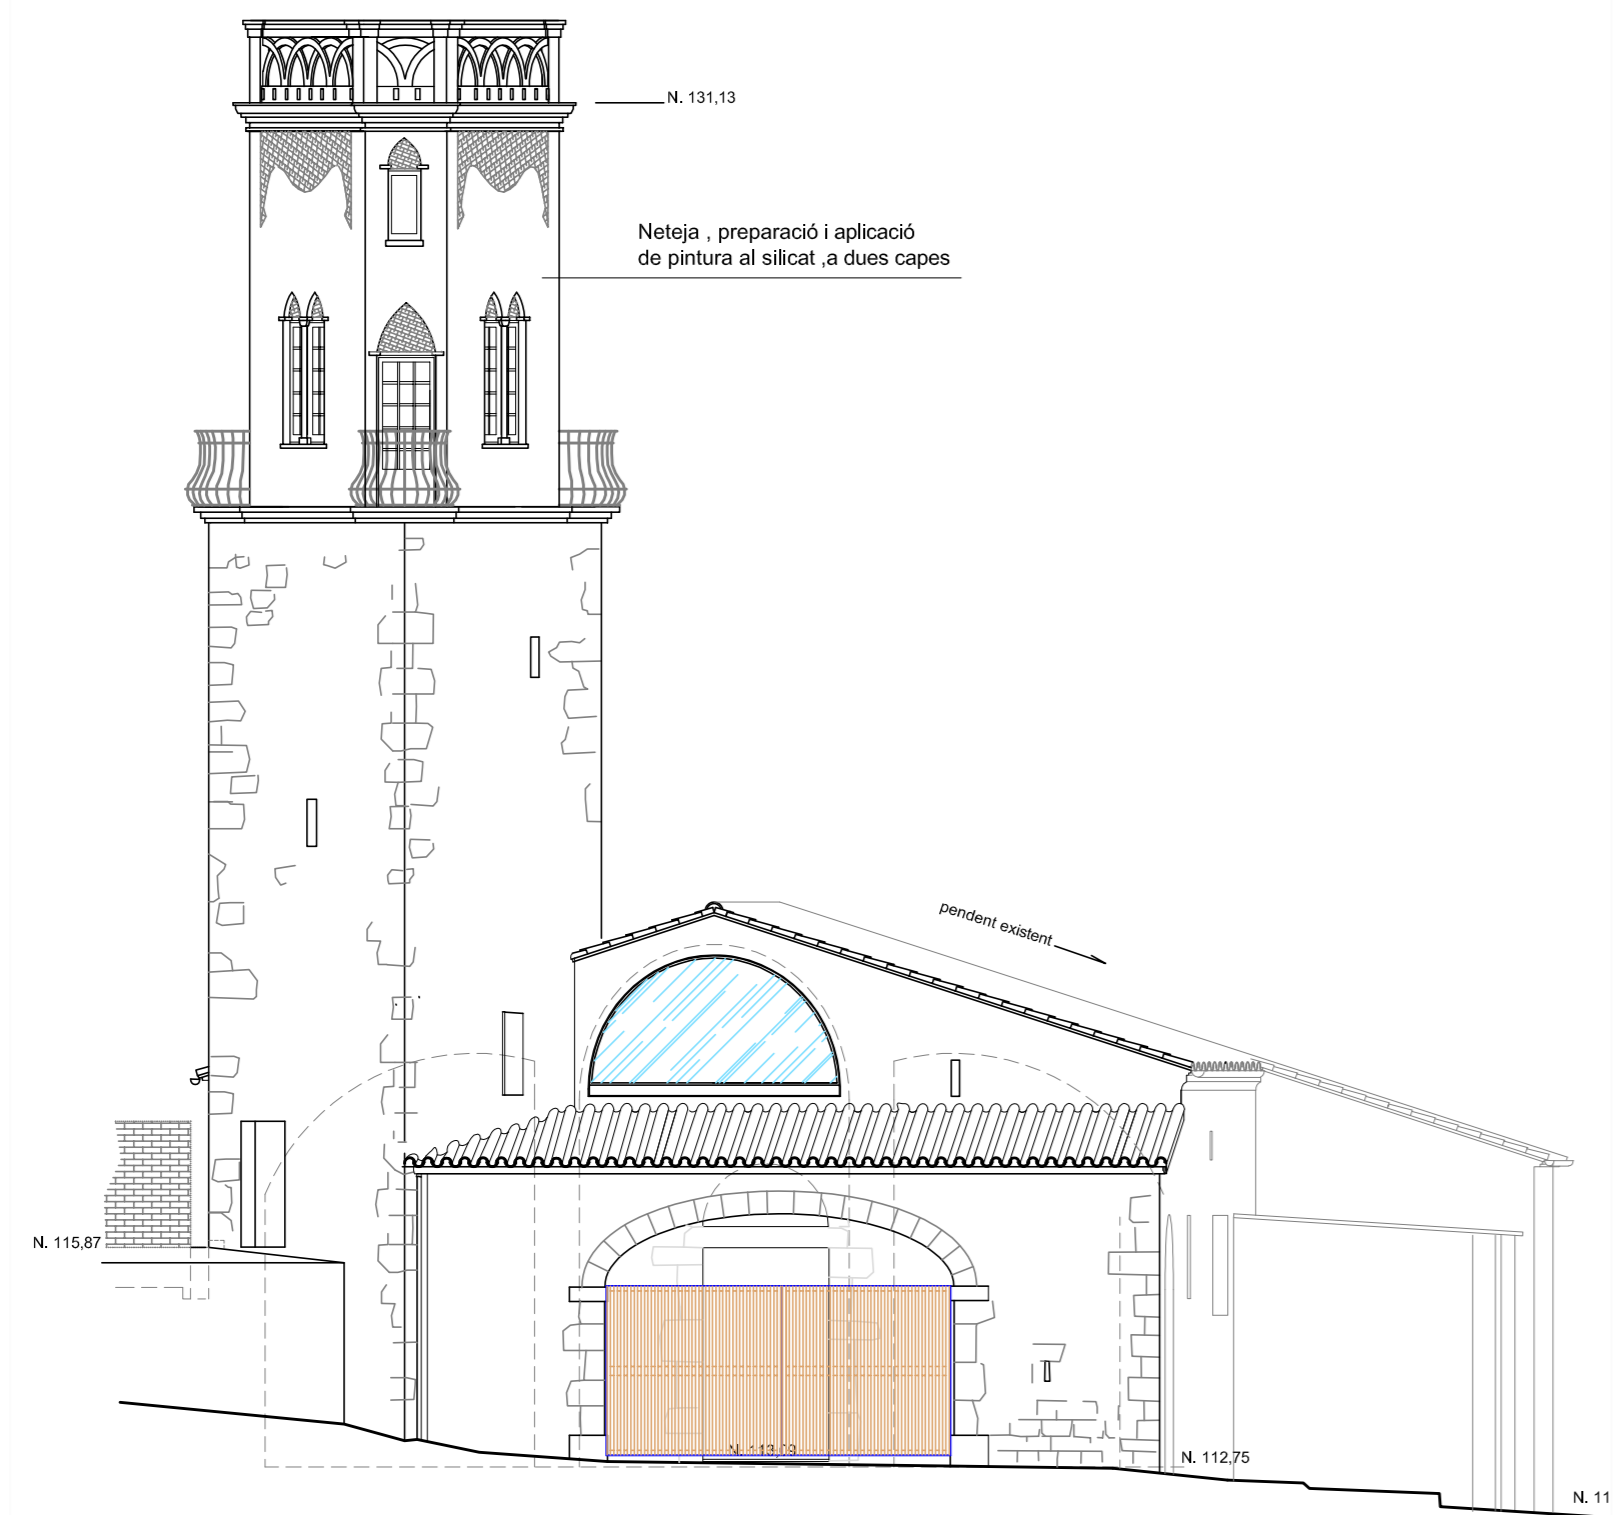 N. 131,13
Neteja , preparació i aplicació
de pintura al silicat ,a dues capes
pendent existent
N. 115,87
N. 113,09
N. 112,75
N. 11